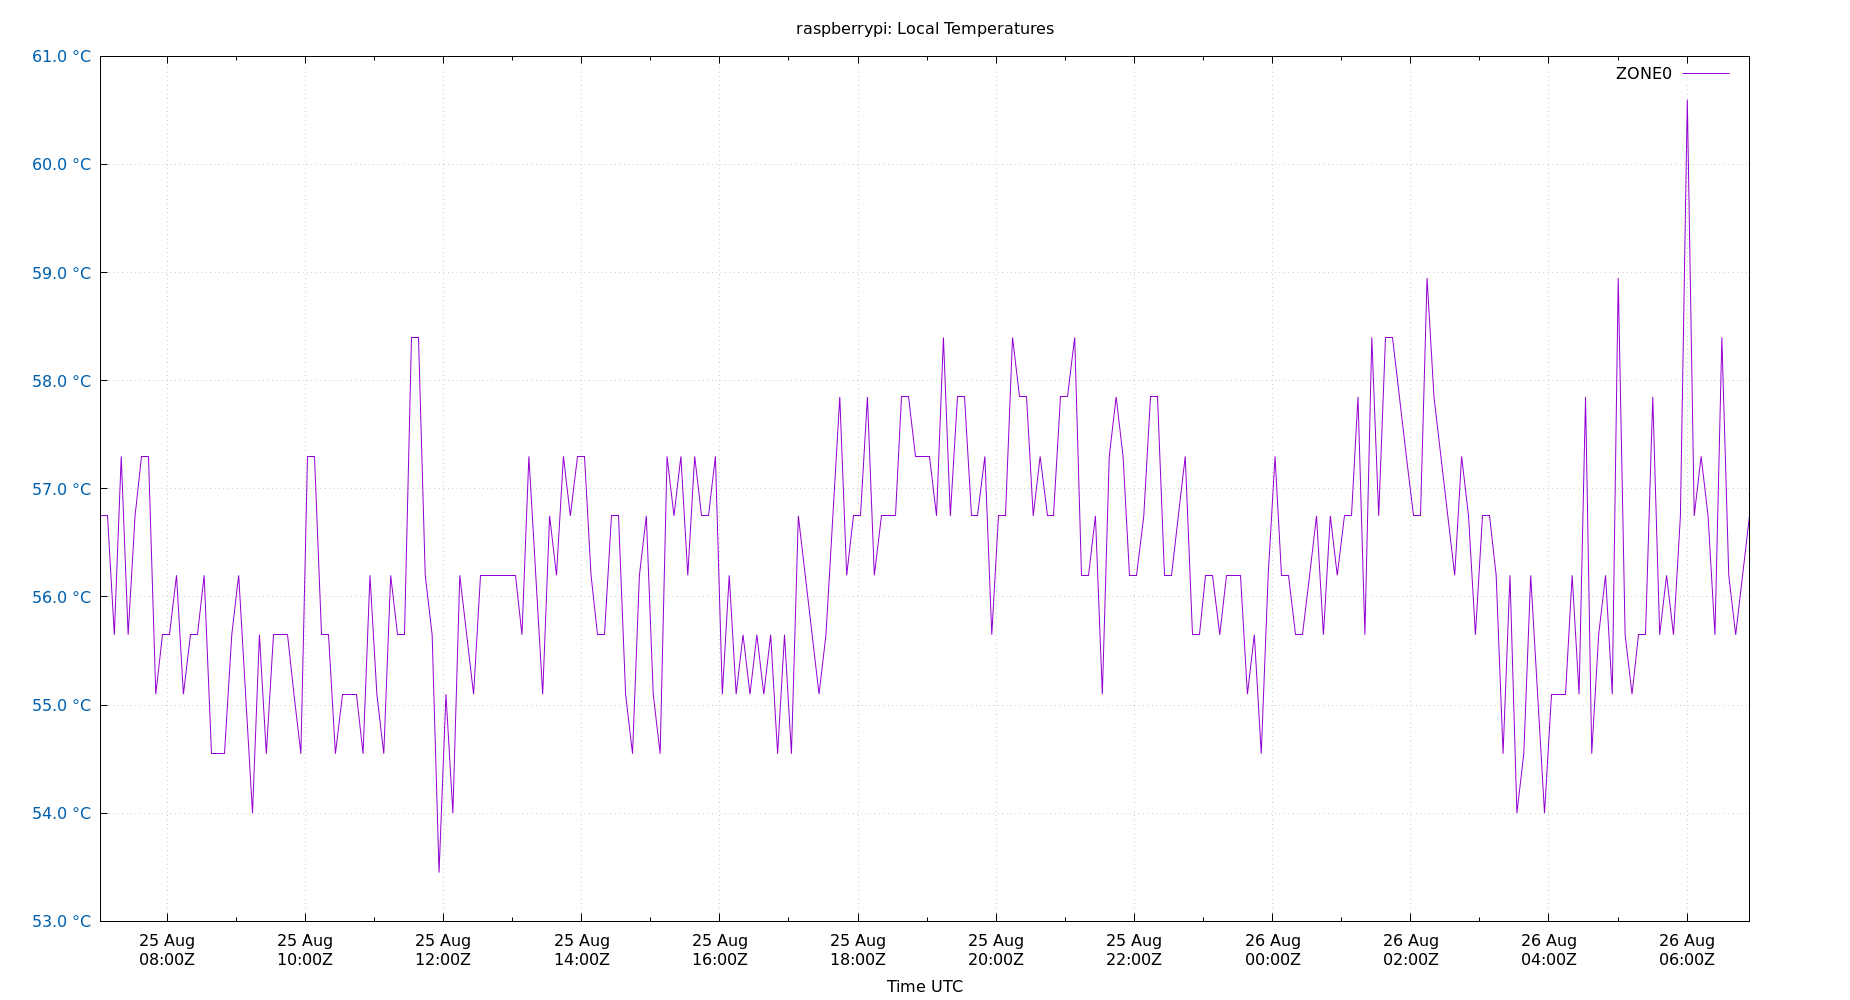 raspberrypi: Local Temperatures
61.0 °C
ZONE0
60.0 °C
59.0 °C
58.0 °C
57.0 °C
56.0 °C
55.0 °C
54.0 °C
53.0 °C
25 Aug 25 Aug 25 Aug 25 Aug 25 Aug 25 Aug 25 Aug 25 Aug 26 Aug 26 Aug 26 Aug 26 Aug
08:00Z 10:00Z 12:00Z 14:00Z 16:00Z 18:00Z 20:00Z 22:00Z 00:00Z 02:00Z 04:00Z 06:00Z
Time UTC